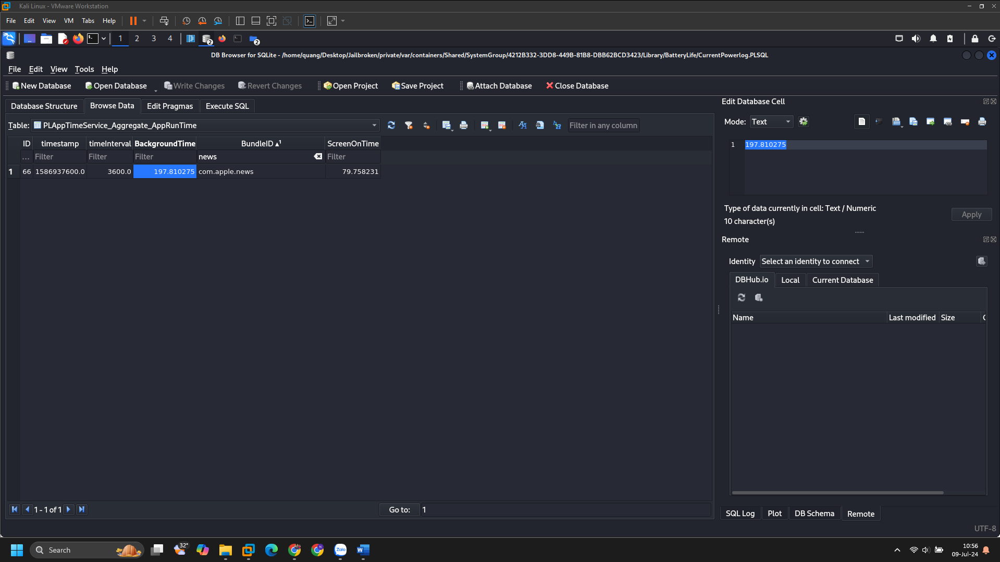 Kali Linux - VMware Workstation
File Edit View VM Tabs Help
1 2 3 4 2 2
DB Browser for SQLite - /home/quang/Desktop/Jailbroken/private/var/containers/Shared/SystemGroup/4212B332-3DD8-449B-81B8-DBB62BCD3423/Library/BatteryLife/CurrentPowerlog.PLSQL
File Edit View Tools Help
New Database Open Database Write Changes Revert Changes Open Project Save Project Attach Database Close Database
Database Structure Browse Data Edit Pragmas Execute SQL
Table: PLAppTimeService_Aggregate_AppRunTime Filter in any column
ID timestamp timeInterval BackgroundTime BundleID ▲1 ScreenOnTime
... Filter Filter Filter news Filter
1 66 1586937600.0 3600.0 197.810275 com.apple.news 79.758231
1 - 1 of 1 Go to: 1
Edit Database Cell
Mode: Text
1 197.810275
Type of data currently in cell: Text / Numeric
10 character(s)
Apply
Remote
Identity Select an identity to connect
DBHub.io Local Current Database
Name Last modified Size
SQL Log Plot DB Schema Remote
UTF-8
Search 32° Zalo W
10:56
09-Jul-24